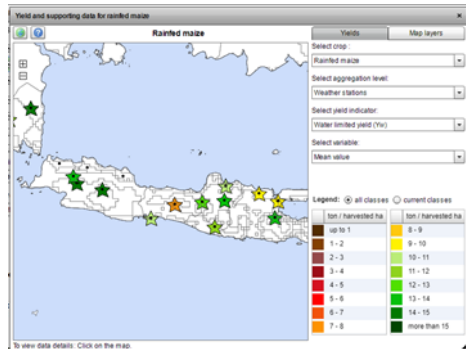 Yield and supporting data for rainfed maize
×
?
Rainfed maize
Yields
Map layers
Select crop :
Rainfed maize
Select aggregation level:
Weather stations
Select yield indicator:
Water limited yield (Yw)
Select variable:
Mean value
Legend: all classes current classes
ton / harvested ha ton / harvested ha
up to 1 8 - 9
1 - 2 9 - 10
2 - 3 10 - 11
3 - 4 11 - 12
4 - 5 12 - 13
5 - 6 13 - 14
6 - 7 14 - 15
7 - 8 more than 15
To view data details: Click on the map.